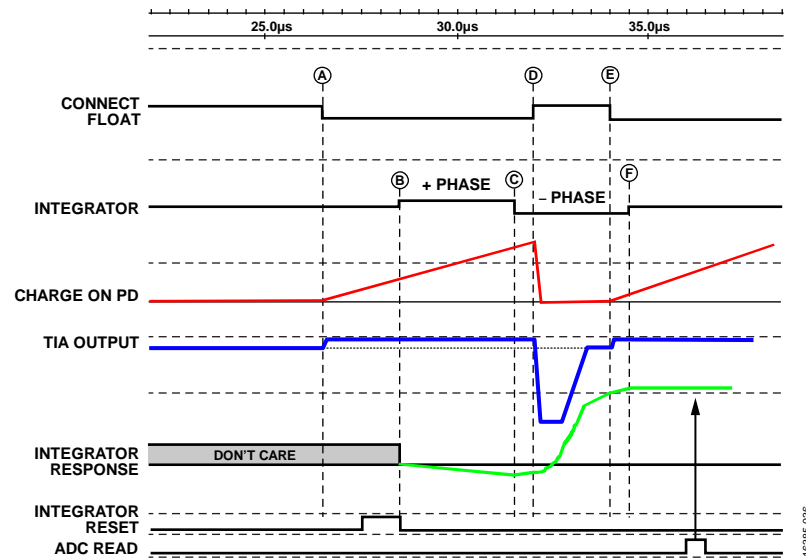 25.0µs 30.0µs 35.0µs
A D E
CONNECT
FLOAT
B + PHASE C – PHASE F
INTEGRATOR
CHARGE ON PD
TIA OUTPUT
INTEGRATOR
RESPONSE
DON'T CARE
INTEGRATOR
RESET
ADC READ